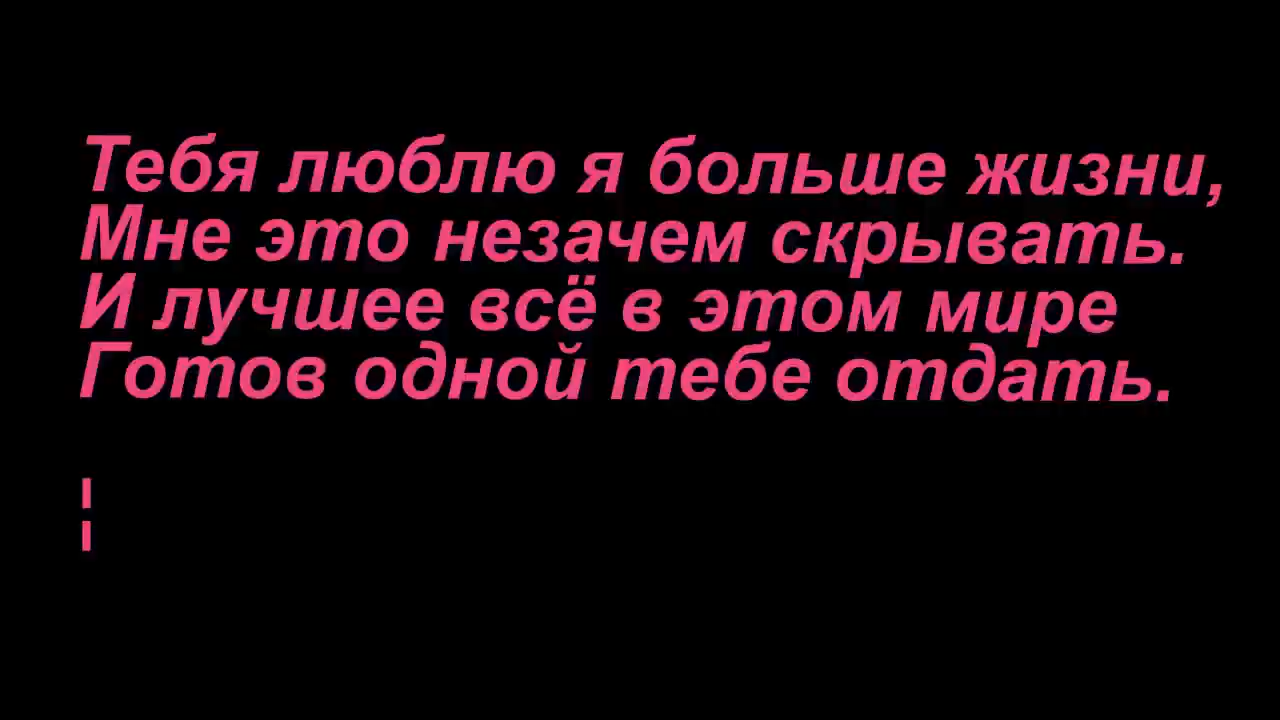 Тебя люблю я больше жизни,
Мне это незачем скрывать.
И лучшее всё в этом мире
Готов одной тебе отдать.
¦